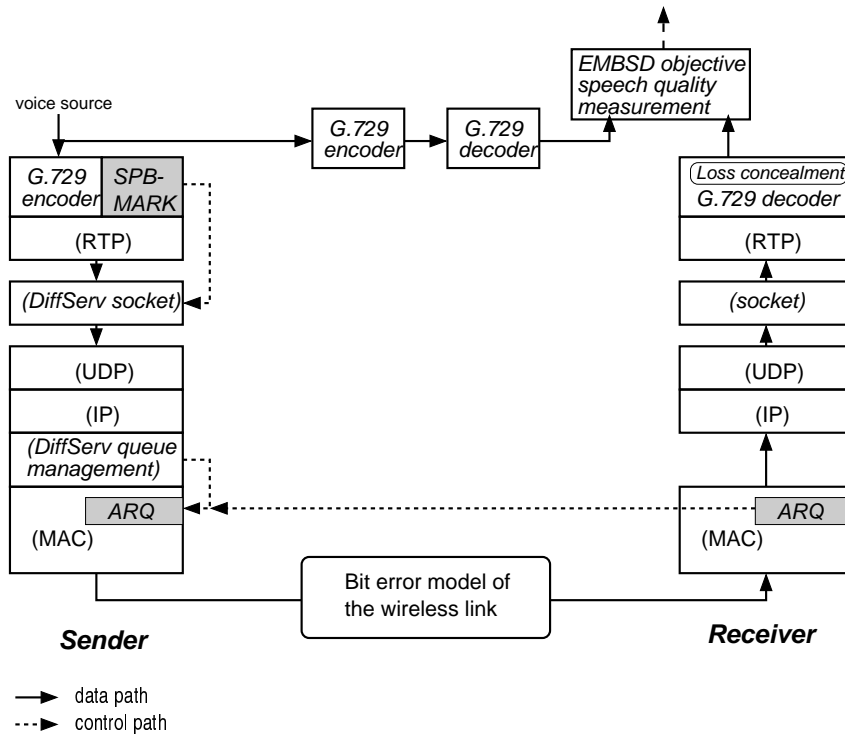 EMBSD objective
speech quality
measurement
voice source
G.729
encoder
G.729
decoder
G.729
encoder
SPB-
MARK
(RTP)
(DiffServ socket)
(UDP)
(IP)
(DiffServ queue
management)
ARQ
(MAC)
Loss concealment
G.729 decoder
(RTP)
(socket)
(UDP)
(IP)
ARQ
(MAC)
Bit error model of
the wireless link
Sender
Receiver
data path
control path